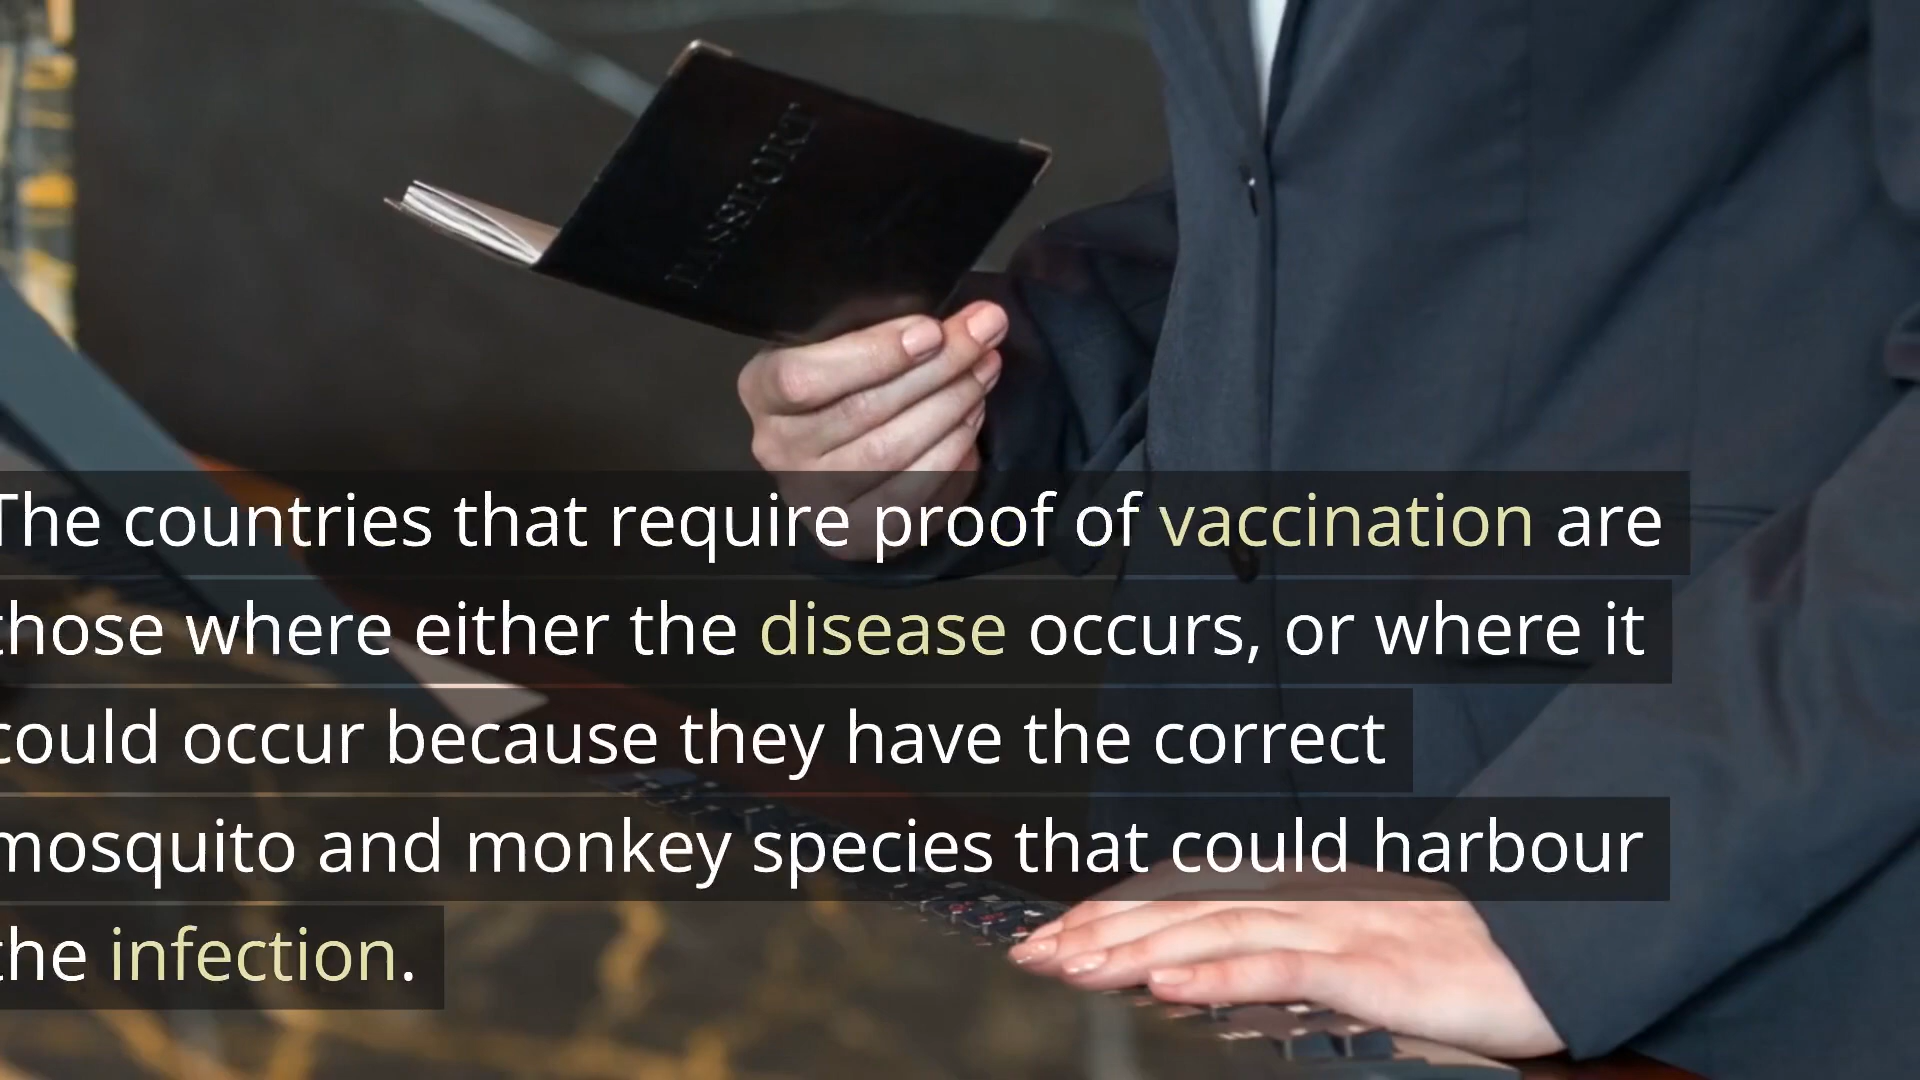 PASSPORT
The countries that require proof of vaccination are
those where either the disease occurs, or where it
could occur because they have the correct
mosquito and monkey species that could harbour
the infection.